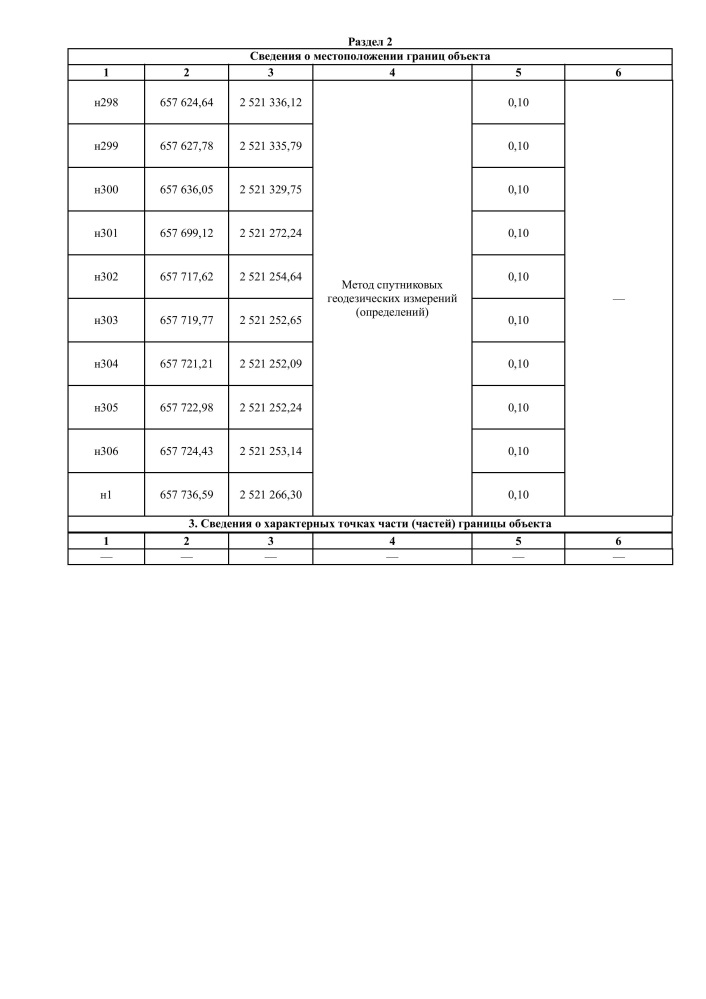 Раздел 2
Сведения о местоположении границ объекта
1 2 3 4 5 6
н298 657 624,64 2 521 336,12 0,10
н299 657 627,78 2 521 335,79 0,10
н300 657 636,05 2 521 329,75 0,10
н301 657 699,12 2 521 272,24 0,10
н302 657 717,62 2 521 254,64 0,10
Метод спутниковых
геодезических измерений
(определений)
—
н303 657 719,77 2 521 252,65 0,10
н304 657 721,21 2 521 252,09 0,10
н305 657 722,98 2 521 252,24 0,10
н306 657 724,43 2 521 253,14 0,10
н1 657 736,59 2 521 266,30 0,10
3. Сведения о характерных точках части (частей) границы объекта
1 2 3 4 5 6
— — — — — —